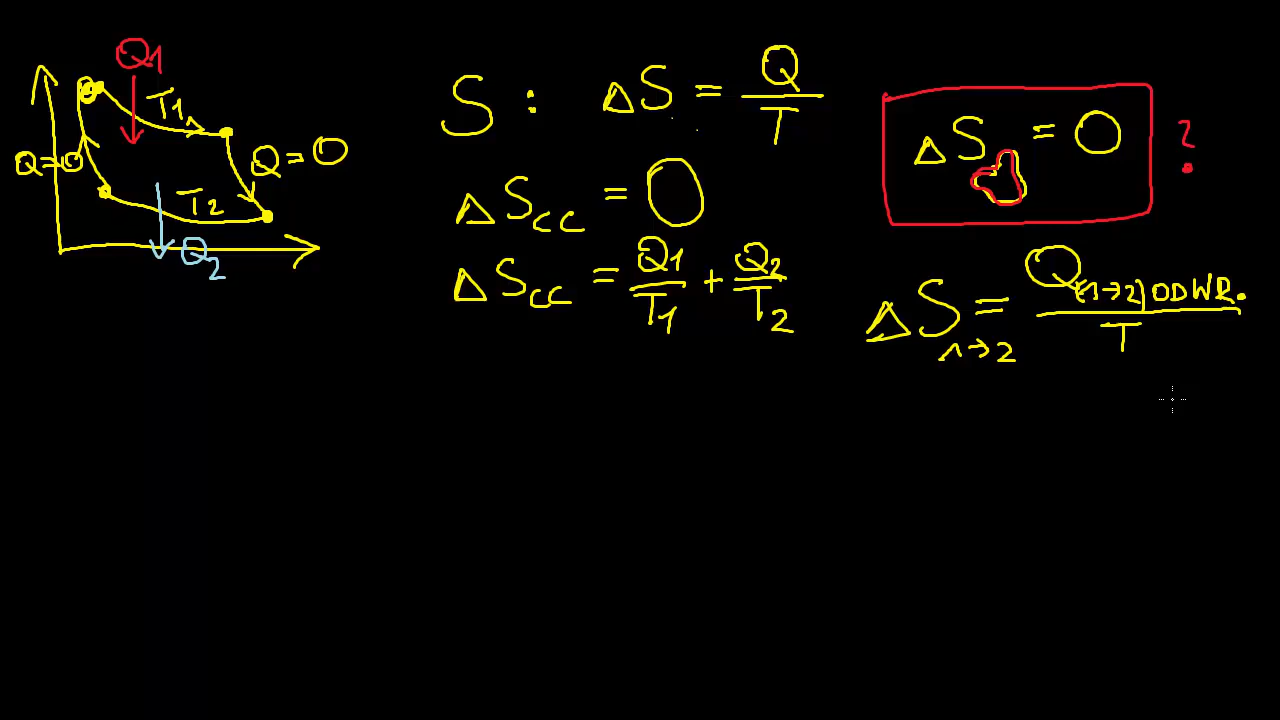 Q1
T1
Q=0
Q=0
T2
Q2
S : ΔS = Q/T
ΔScc = 0
ΔScc = Q1/T1 + Q2/T2
ΔS = 0 ?
ΔS1→2 = Q(1→2)ODWR./T